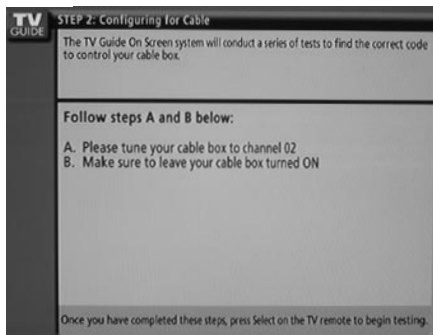 TV
GUIDE
STEP 2: Configuring for Cable
The TV Guide On Screen system will conduct a series of tests to find the correct code
to control your cable box.
Follow steps A and B below:
A. Please tune your cable box to channel 02
B. Make sure to leave your cable box turned ON
Once you have completed these steps, press Select on the TV remote to begin testing.